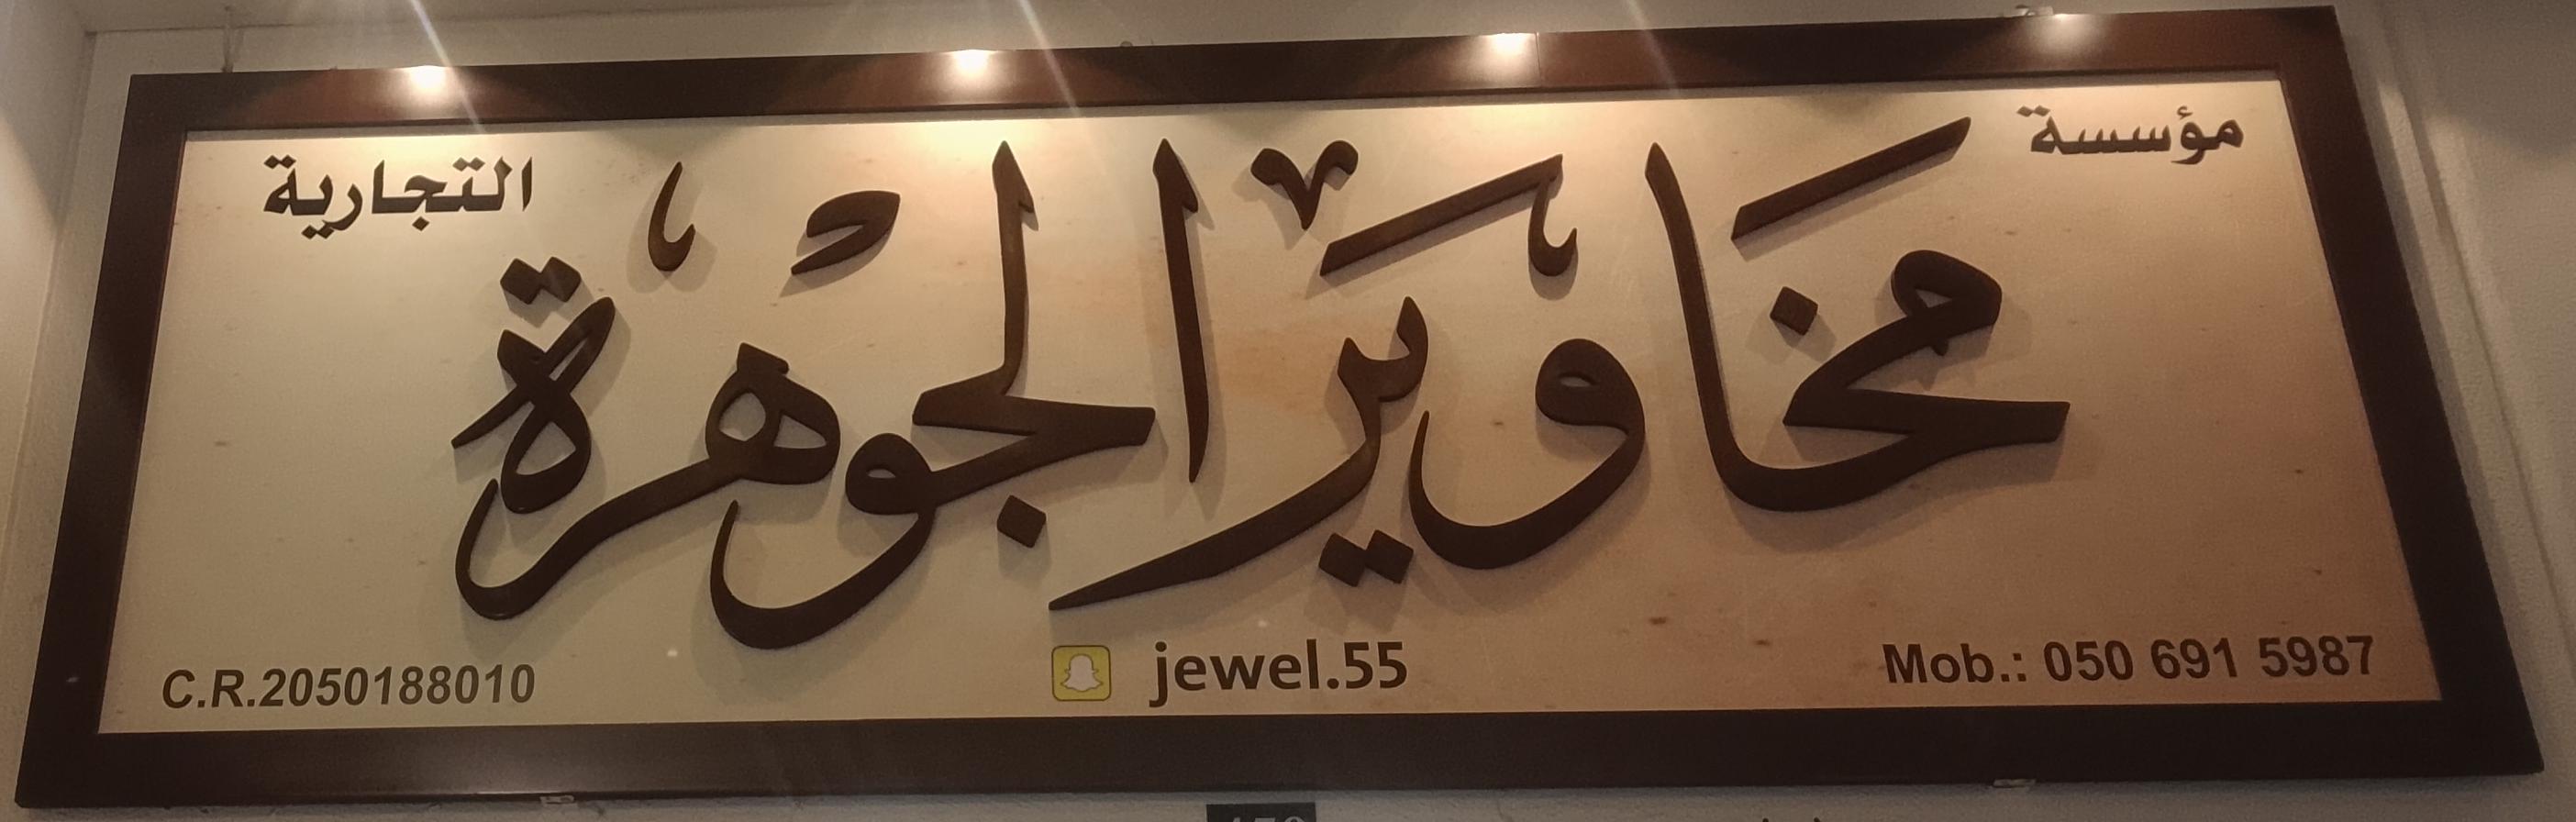 مؤسسة
مخاوير الجوهرة
التجارية
C.R.2050188010
jewel.55
Mob.: 050 691 5987